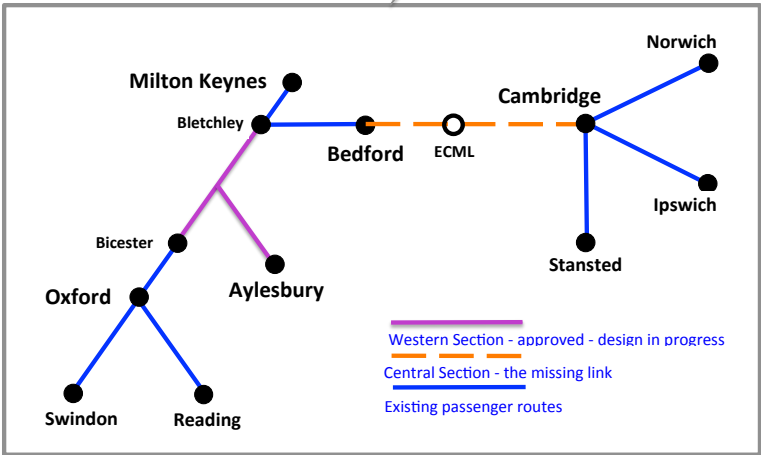 Norwich
Milton Keynes
Cambridge
Bletchley
Bedford
ECML
Ipswich
Bicester
Stansted
Aylesbury
Oxford
Western Section - approved - design in progress
Central Section - the missing link
Existing passenger routes
Swindon
Reading